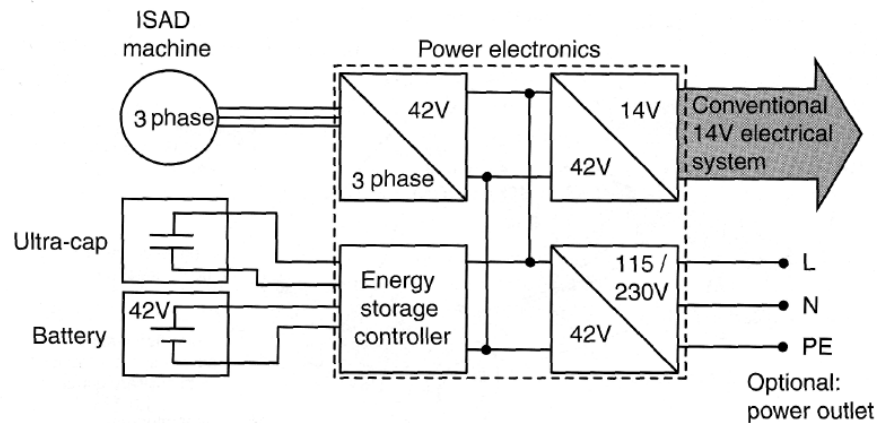 ISAD
machine
Power electronics
3 phase
42V
3 phase
14V
42V
Conventional
14V electrical
system
Ultra-cap
42V
Battery
Energy
storage
controller
115 /
230V
42V
L
N
PE
Optional:
power outlet